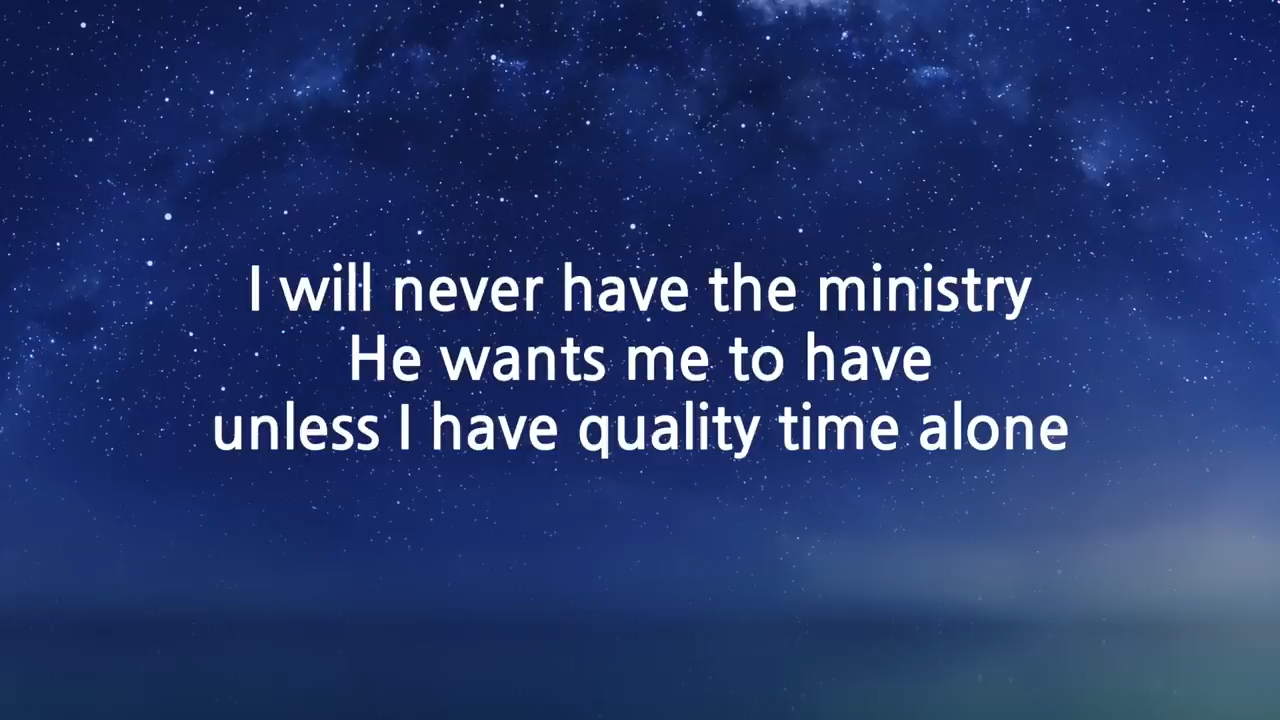 I will never have the ministry
He wants me to have
unless I have quality time alone